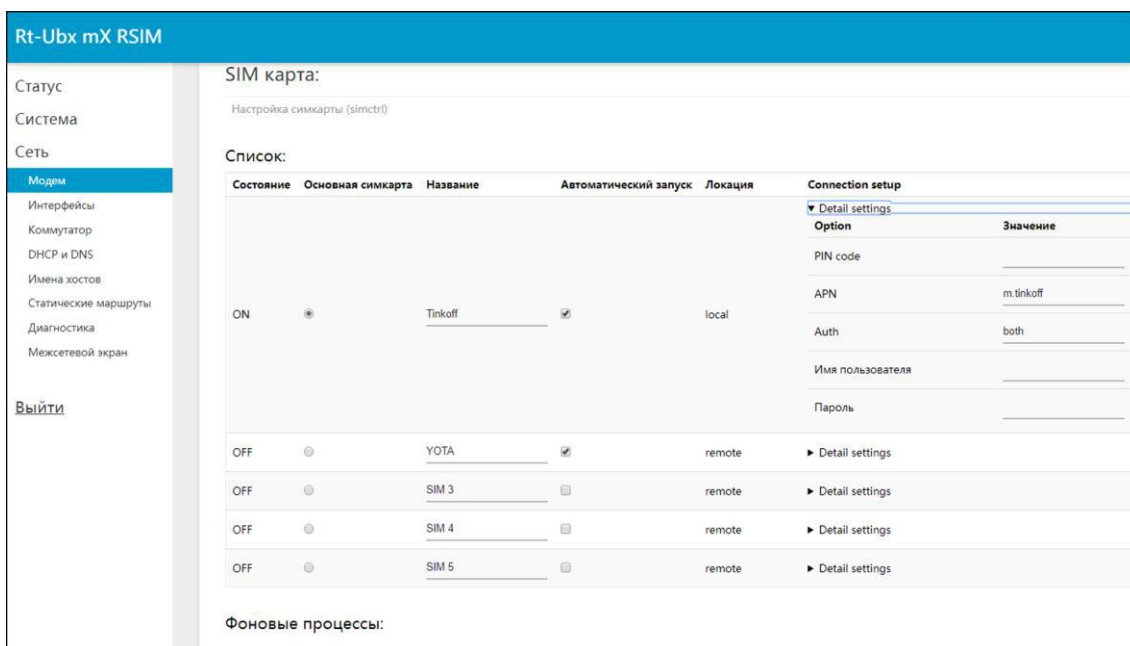 Rt-Ubx mX RSIM
Статус
Система
Сеть
Модем
Интерфейсы
Коммутатор
DHCP и DNS
Имена хостов
Статические маршруты
Диагностика
Межсетевой экран
Выйти
SIM карта:
Настройка симкарты (simctrl)
Список:
Состояние Основная симкарта Название Автоматический запуск Локация Connection setup
▼ Detail settings
Option Значение
PIN code
APN m.tinkoff
ON Tinkoff local
Auth both
Имя пользователя
Пароль
OFF YOTA remote ► Detail settings
OFF SIM 3 remote ► Detail settings
OFF SIM 4 remote ► Detail settings
OFF SIM 5 remote ► Detail settings
Фоновые процессы: